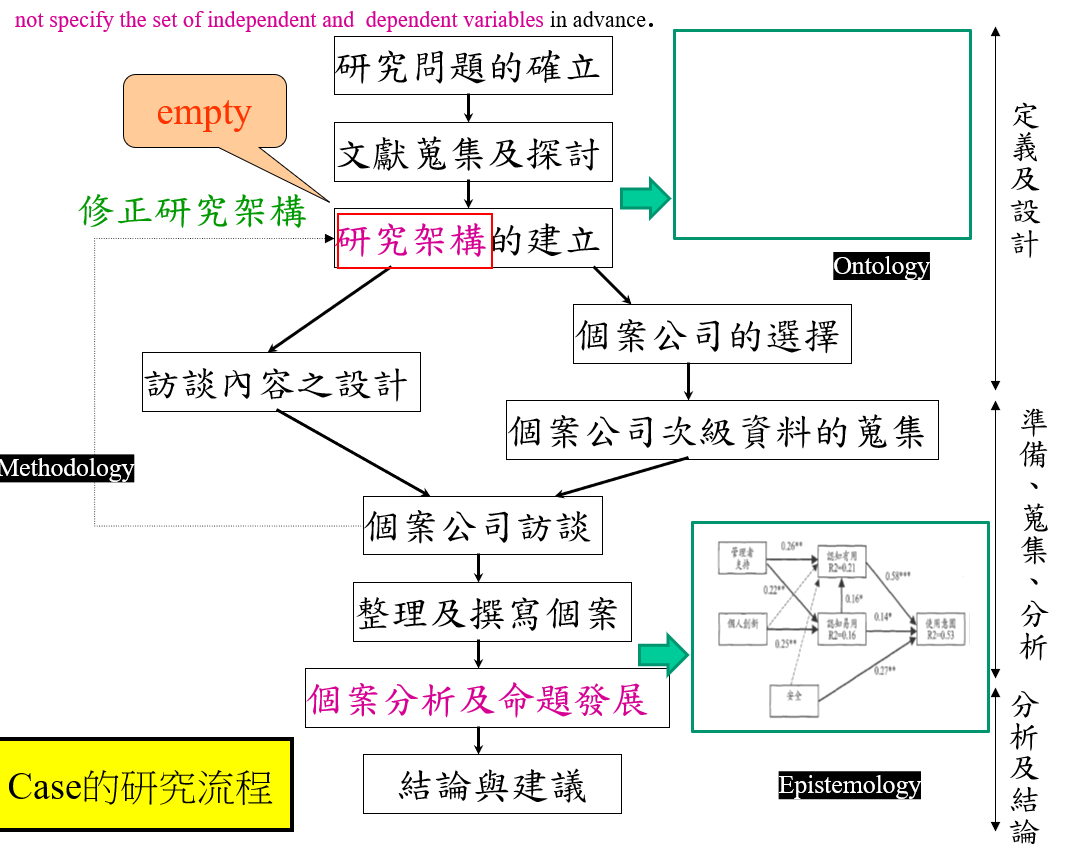 not specify the set of independent and dependent variables in advance.
研究問題的確立
empty
文獻蒐集及探討
修正研究架構
研究架構的建立
Ontology
定義及設計
個案公司的選擇
訪談內容之設計
個案公司次級資料的蒐集
Methodology
個案公司訪談
準備、蒐集、分析
整理及撰寫個案
管理者
支持
0.26**
認知有用
R2=0.21
0.58***
0.22**
0.16*
個人創新
認知易用
R2=0.16
0.14*
使用意圖
R2=0.53
0.25**
0.27**
安全
個案分析及命題發展
Case的研究流程
結論與建議
Epistemology
分析及結論